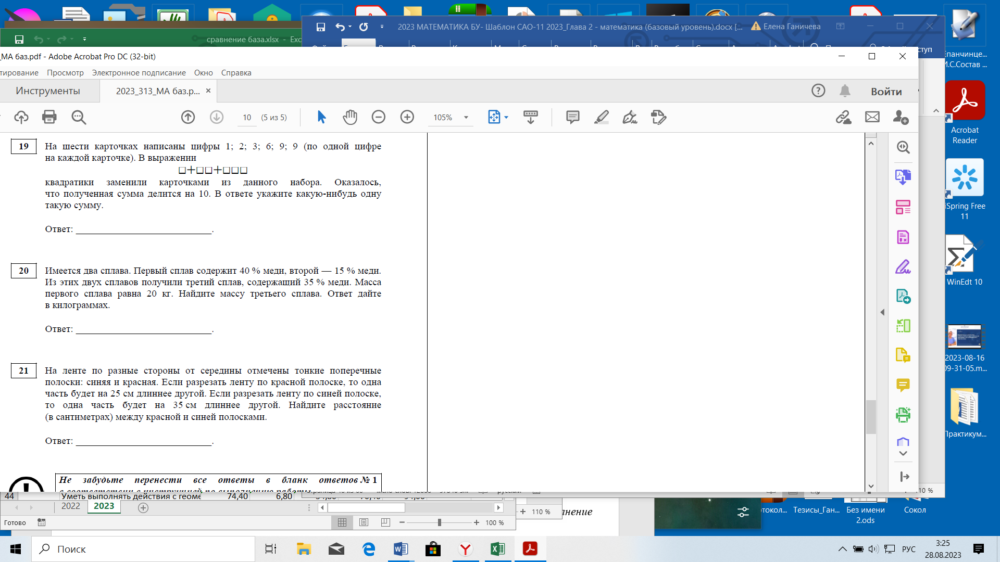 2023 МАТЕМАТИКА БУ- Шаблон САО-11 2023_Глава 2 - математика (базовый уровень).docx [...
Елена Ганичева
сравнение база.xlsx - Exc
_МА баз.pdf - Adobe Acrobat Pro DC (32-bit)
тирование Просмотр Электронное подписание Окно Справка
Инструменты
2023_313_МА баз.p... ×
Войти
10 (5 из 5)
105%
19 На шести карточках написаны цифры 1; 2; 3; 6; 9; 9 (по одной цифре
на каждой карточке). В выражении
□+□□+□□□
квадратики заменили карточками из данного набора. Оказалось,
что полученная сумма делится на 10. В ответе укажите какую-нибудь одну
такую сумму.
Ответ: ___________________________.
20 Имеется два сплава. Первый сплав содержит 40 % меди, второй — 15 % меди.
Из этих двух сплавов получили третий сплав, содержащий 35 % меди. Масса
первого сплава равна 20 кг. Найдите массу третьего сплава. Ответ дайте
в килограммах.
Ответ: ___________________________.
21 На ленте по разные стороны от середины отмечены тонкие поперечные
полоски: синяя и красная. Если разрезать ленту по красной полоске, то одна
часть будет на 25 см длиннее другой. Если разрезать ленту по синей полоске,
то одна часть будет на 35 см длиннее другой. Найдите расстояние
(в сантиметрах) между красной и синей полосками.
Ответ: ___________________________.
Не забудьте перенести все ответы в бланк ответов № 1
44 Уметь выполнять действия с геоме 74,40 6,80
2022 2023
Готово
100 %
110 %
нение
110 %
ступ
панчинце...
И.С.Состав ...
Acrobat
Reader
iSpring Free
11
WinEdt 10
2023-08-16
09-31-05.m...
Практикум...
отокол...
Тезисы_Ган...
Без имени
2.ods
Сокол
Поиск
РУС
3:25
28.08.2023